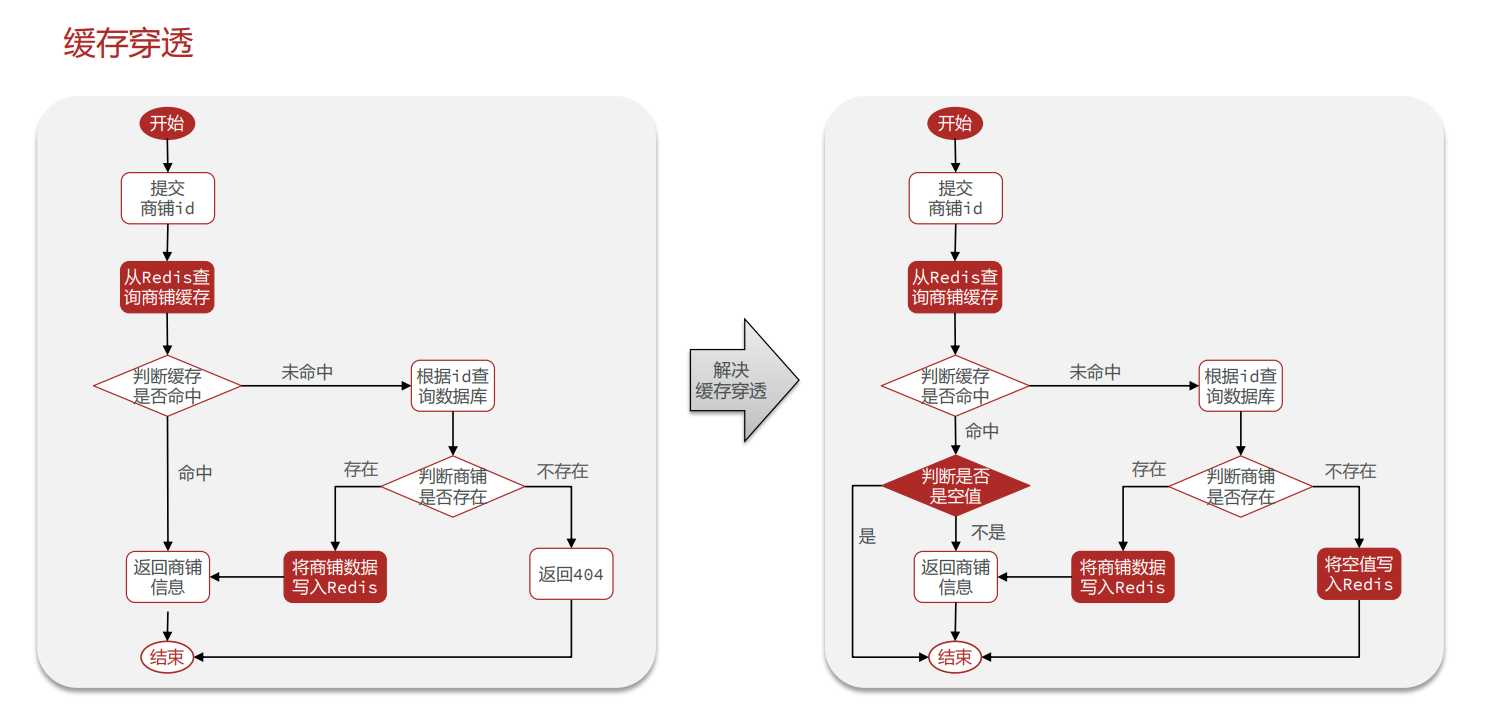 缓存穿透
开始
提交
商铺id
从Redis查
询商铺缓存
判断缓存
是否命中
未命中
根据id查
询数据库
命中
存在
判断商铺
是否存在
不存在
返回商铺
信息
将商铺数据
写入Redis
返回404
结束
解决
缓存穿透
开始
提交
商铺id
从Redis查
询商铺缓存
判断缓存
是否命中
未命中
根据id查
询数据库
命中
判断是否
是空值
存在
判断商铺
是否存在
不存在
是
不是
返回商铺
信息
将商铺数据
写入Redis
将空值写
入Redis
结束